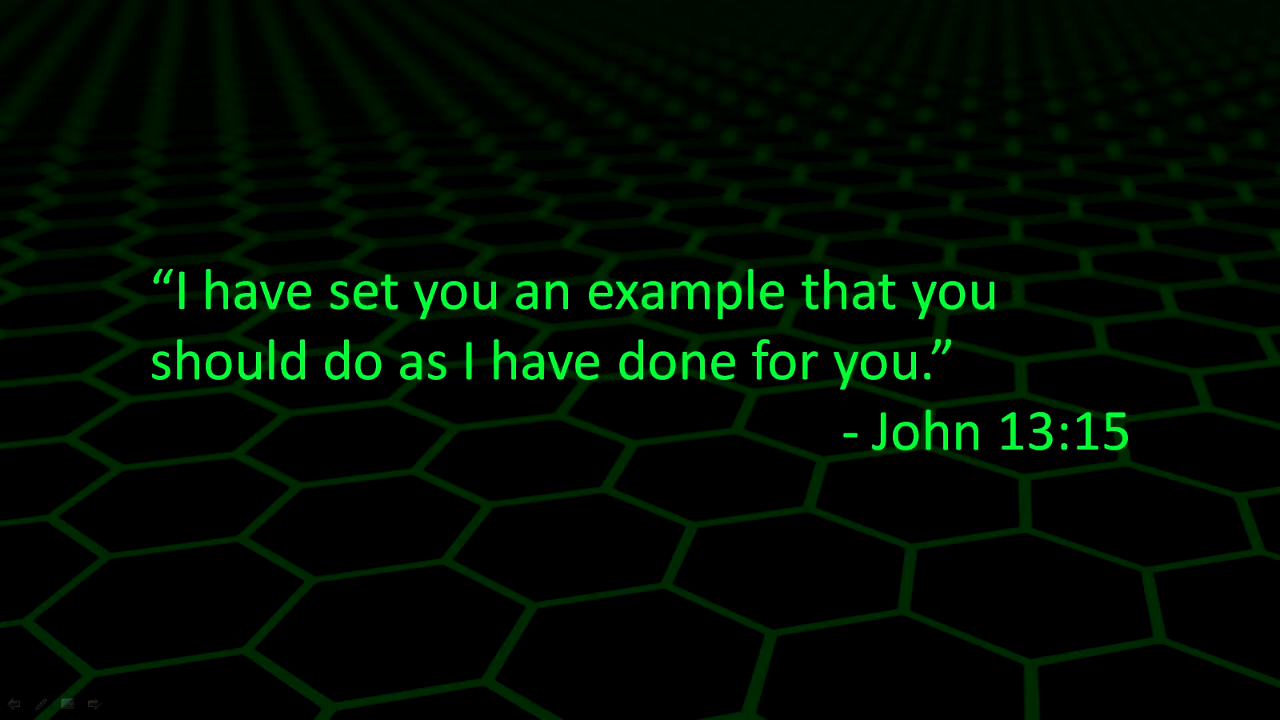 “I have set you an example that you
should do as I have done for you.”
- John 13:15